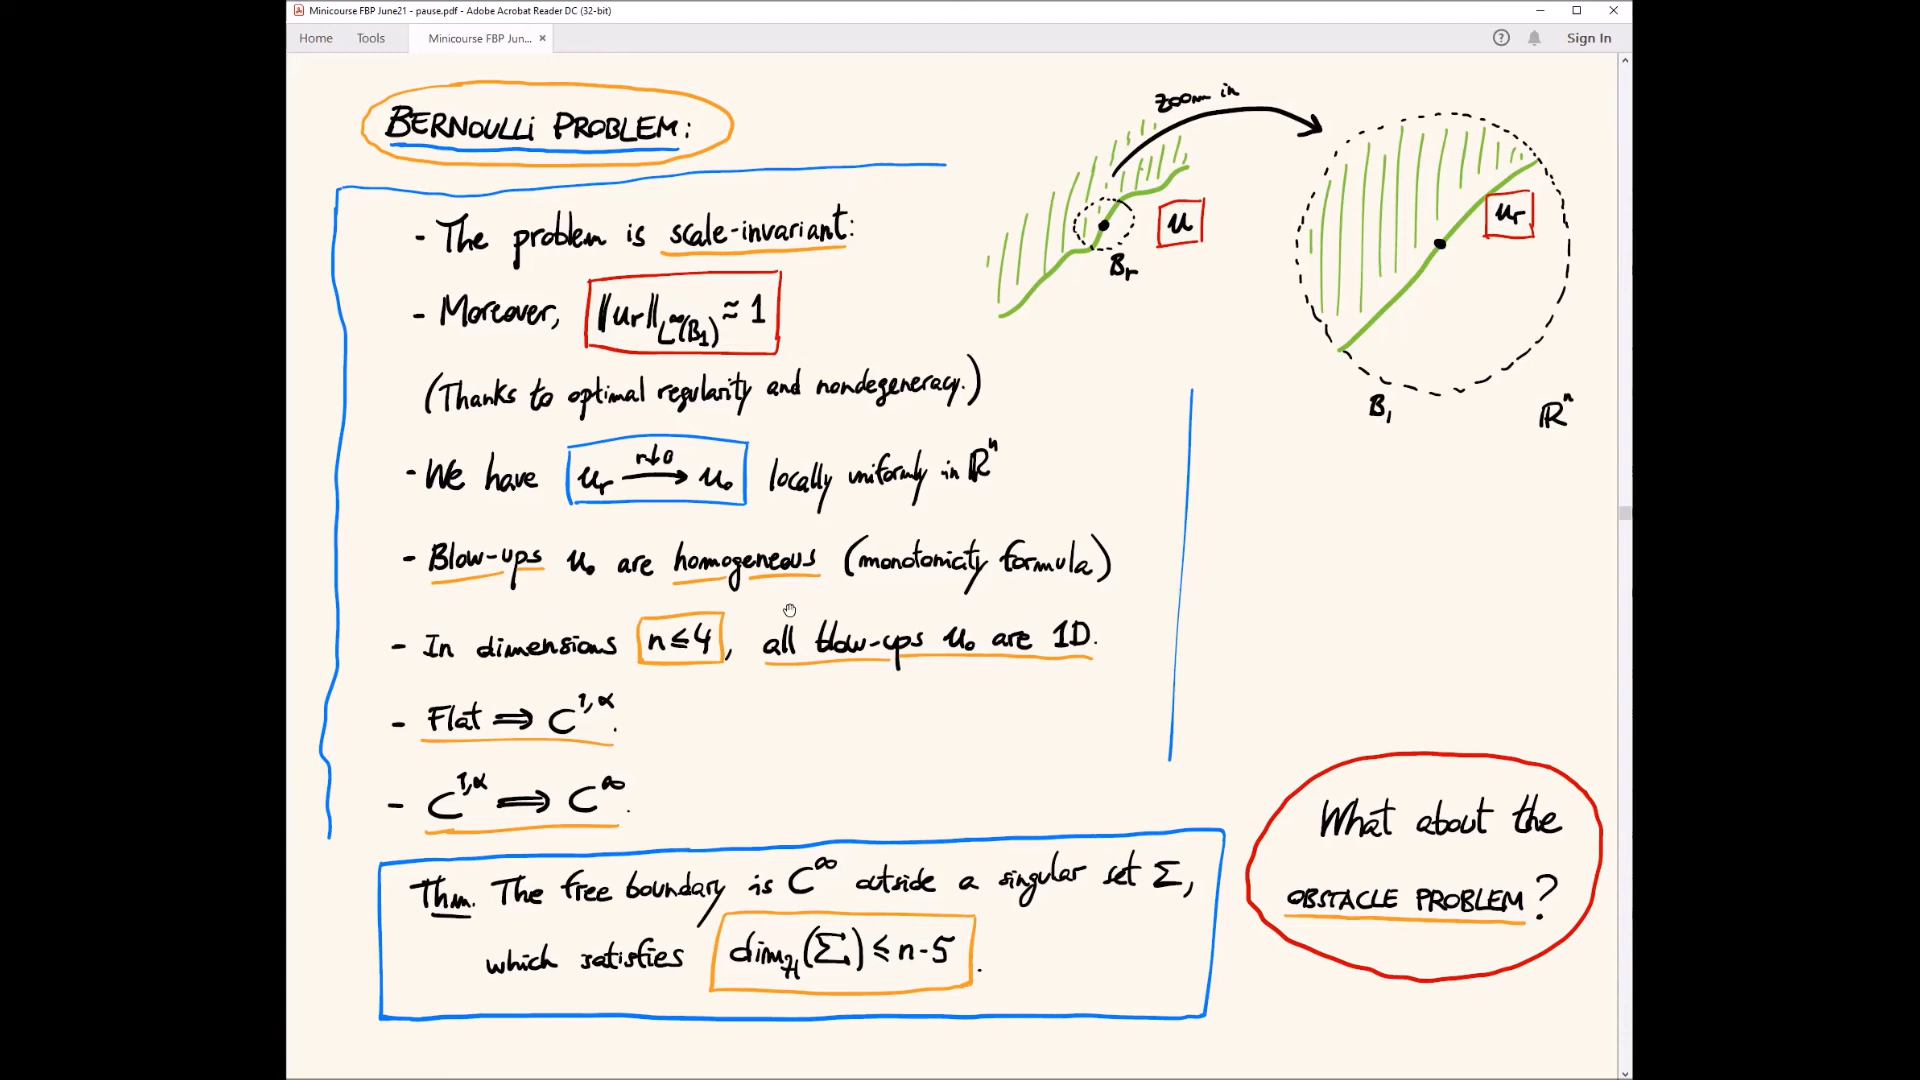 Minicourse FBP June21 - pause.pdf - Adobe Acrobat Reader DC (32-bit)
Home Tools Minicourse FBP Jun... × Sign In
BERNOULLI PROBLEM:
- The problem is scale-invariant:
- Moreover, ‖u_r‖_{L^∞(B_1)} ≈ 1
(Thanks to optimal regularity and nondegeneracy.)
- We have u_r →^{r↓0} u_0 locally uniformly in ℝ^n
- Blow-ups u_0 are homogeneous (monotonicity formula)
- In dimensions n ≤ 4, all blow-ups u_0 are 1D.
- Flat ⟹ C^{1,α}.
- C^{1,α} ⟹ C^∞.
Thm. The free boundary is C^∞ outside a singular set Σ,
which satisfies dim_ℋ(Σ) ≤ n-5.
zoom in
u
B_r
u_r
B_1
ℝ^n
What about the
OBSTACLE PROBLEM?